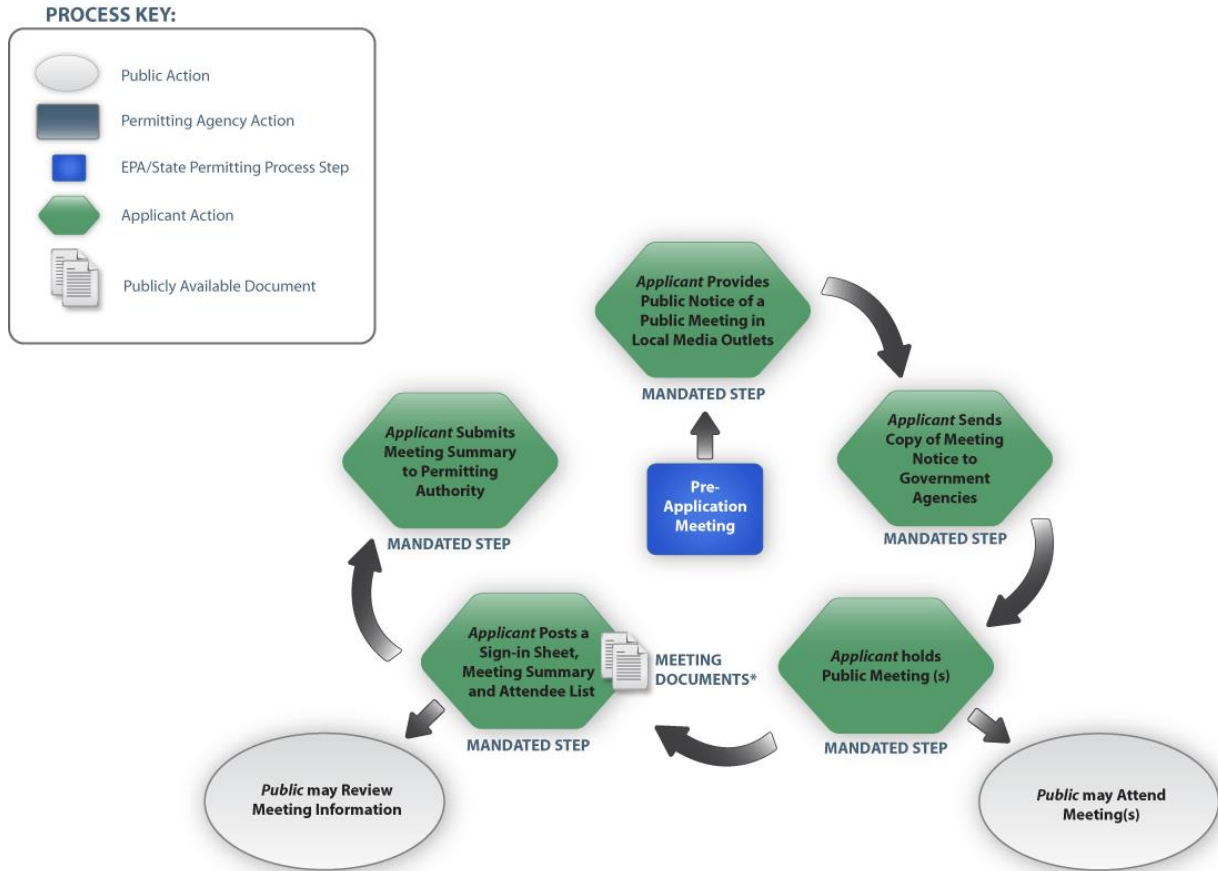 PROCESS KEY:
Public Action
Permitting Agency Action
EPA/State Permitting Process Step
Applicant Action
Publicly Available Document
Applicant Provides
Public Notice of a
Public Meeting in
Local Media Outlets
MANDATED STEP
Applicant Sends
Copy of Meeting
Notice to
Government
Agencies
MANDATED STEP
Applicant Submits
Meeting Summary
to Permitting
Authority
MANDATED STEP
Pre-
Application
Meeting
Applicant Posts a
Sign-in Sheet,
Meeting Summary
and Attendee List
MANDATED STEP
MEETING
DOCUMENTS*
Applicant holds
Public Meeting (s)
MANDATED STEP
Public may Review
Meeting Information
Public may Attend
Meeting(s)